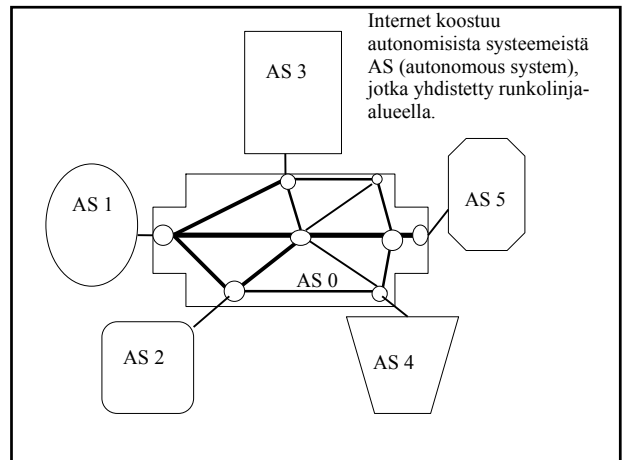 Internet koostuu
autonomisista systeemeistä
AS (autonomous system),
jotka yhdistetty runkolinja-
alueella.
AS 3
AS 1
AS 5
AS 0
AS 2
AS 4